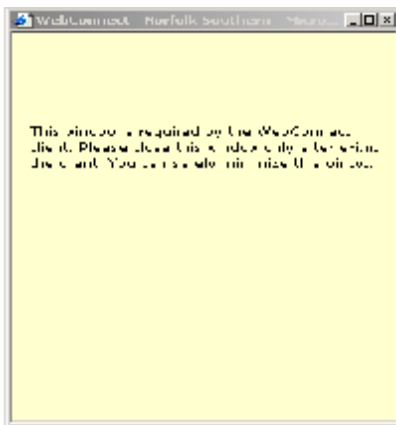 WebConnect - Norfolk Southern - Micro...
This window is required by the WebConnect
client. Please close this window only after exiting
the client. You can safely minimize this window.